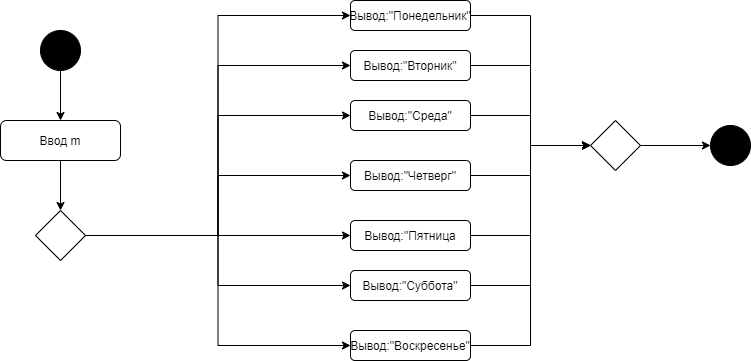 Вывод:"Понедельник"
Вывод:"Вторник"
Вывод:"Среда"
Ввод m
Вывод:"Четверг"
Вывод:"Пятница
Вывод:"Суббота"
Вывод:"Воскресенье"